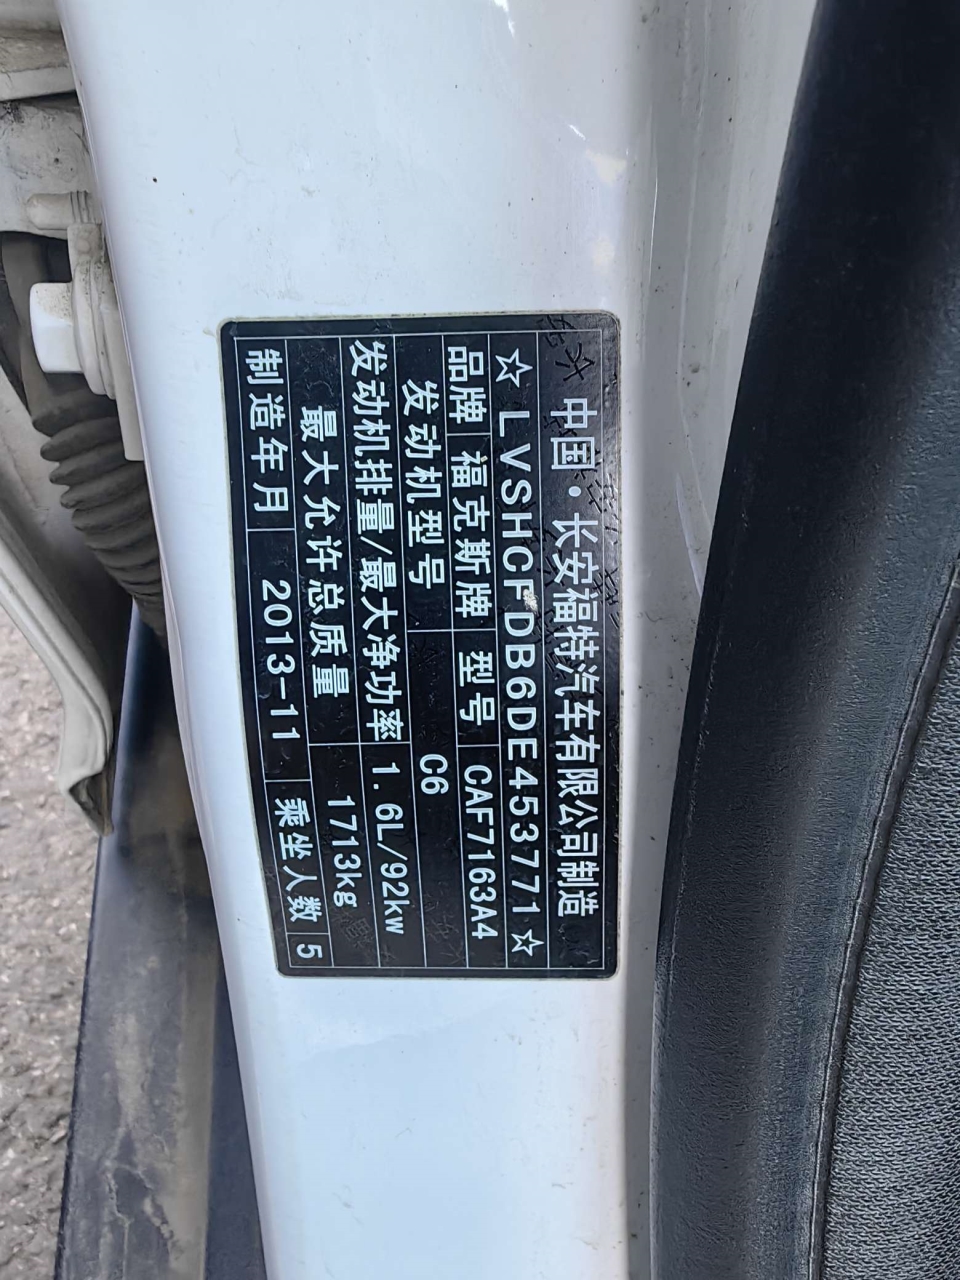 中国·长安福特汽车有限公司制造
☆LVSHCFDB6DE453771☆
品牌 福克斯牌 型号 CAF7163A4
发动机型号 C6
发动机排量/最大净功率 1.6L/92kw
最大允许总质量 1713kg
制造年月 2013-11 乘坐人数 5